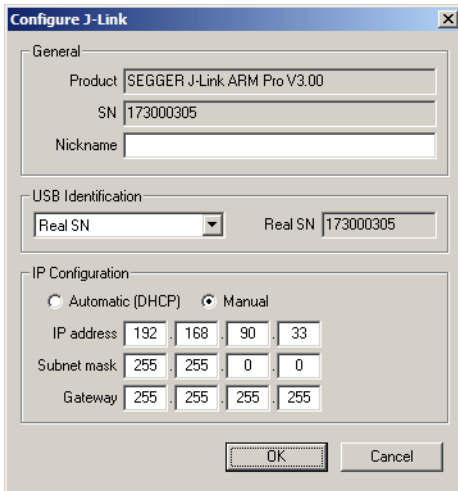 Configure J-Link
General
Product SEGGER J-Link ARM Pro V3.00
SN 173000305
Nickname
USB Identification
Real SN Real SN 173000305
IP Configuration
Automatic (DHCP) Manual
IP address 192 . 168 . 90 . 33
Subnet mask 255 . 255 . 0 . 0
Gateway 255 . 255 . 255 . 255
OK Cancel